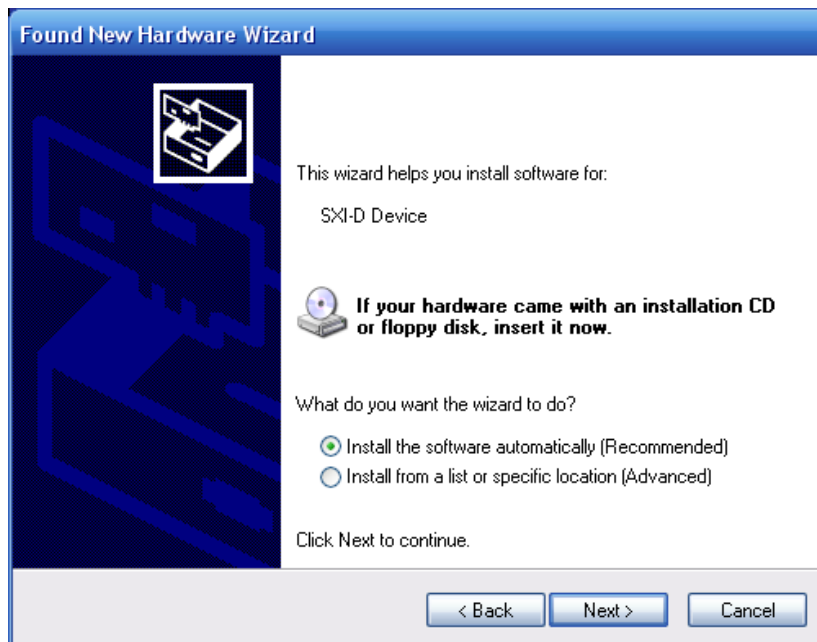 Found New Hardware Wizard
This wizard helps you install software for:
SXI-D Device
If your hardware came with an installation CD
or floppy disk, insert it now.
What do you want the wizard to do?
Install the software automatically (Recommended)
Install from a list or specific location (Advanced)
Click Next to continue.
< Back Next > Cancel